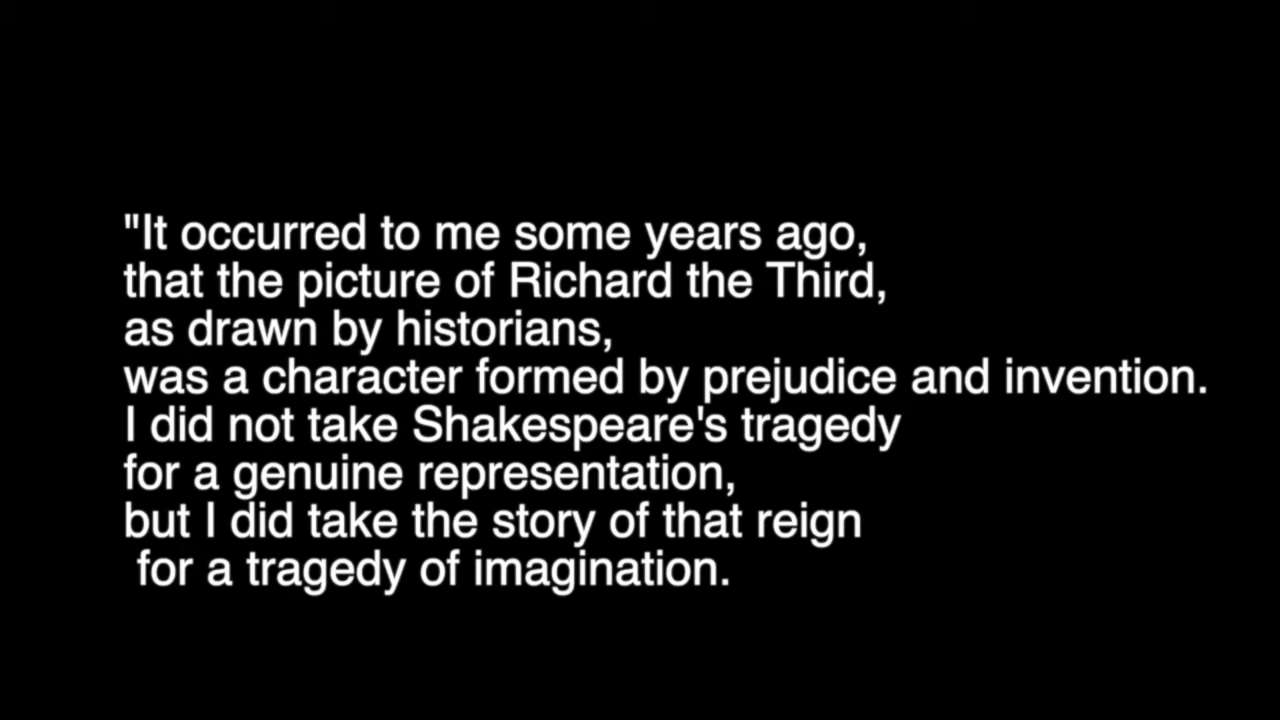 "It occurred to me some years ago,
that the picture of Richard the Third,
as drawn by historians,
was a character formed by prejudice and invention.
I did not take Shakespeare's tragedy
for a genuine representation,
but I did take the story of that reign
for a tragedy of imagination.